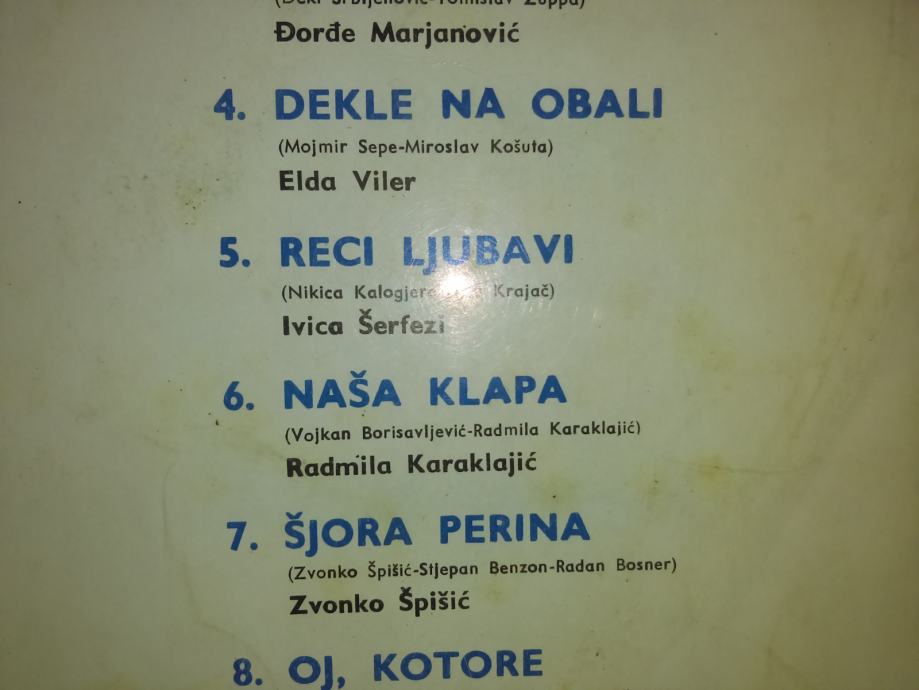 Đorđe Marjanović
4. DEKLE NA OBALI
(Mojmir Sepe-Miroslav Košuta)
Elda Viler
5. RECI LJUBAVI
(Nikica Krajač)
Ivica Šerfezi
6. NAŠA KLAPA
(Vojkan Borisavljević-Radmila Karaklajić)
Radmila Karaklajić
7. ŠJORA PERINA
(Zvonko Špišić-Stjepan Benzon-Radan Bosner)
Zvonko Špišić
8. OJ, KOTORE